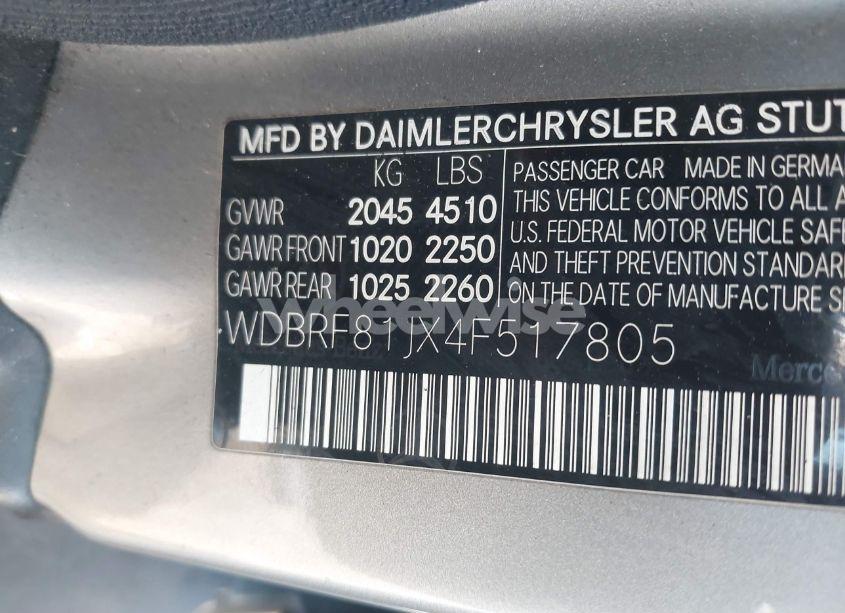 MFD BY DAIMLERCHRYSLER AG STUT
KG LBS
GVWR 2045 4510
GAWR FRONT 1020 2250
GAWR REAR 1025 2260
PASSENGER CAR MADE IN GERMA
THIS VEHICLE CONFORMS TO ALL A
U.S. FEDERAL MOTOR VEHICLE SAFE
AND THEFT PREVENTION STANDAR
ON THE DATE OF MANUFACTURE S
Wheelwise
WDBRF81JX4F517805
Merce